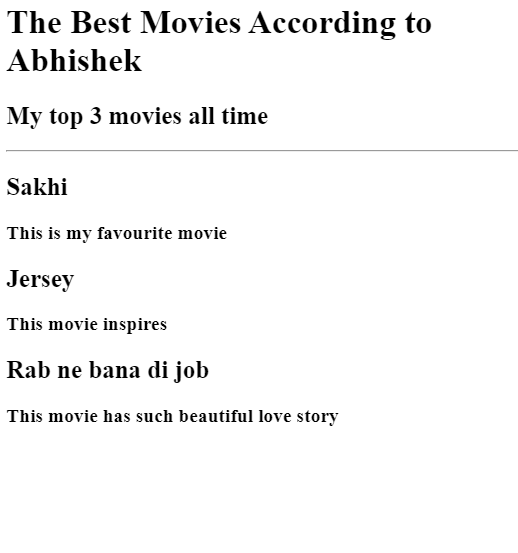 The Best Movies According to
Abhishek
My top 3 movies all time
Sakhi
This is my favourite movie
Jersey
This movie inspires
Rab ne bana di job
This movie has such beautiful love story